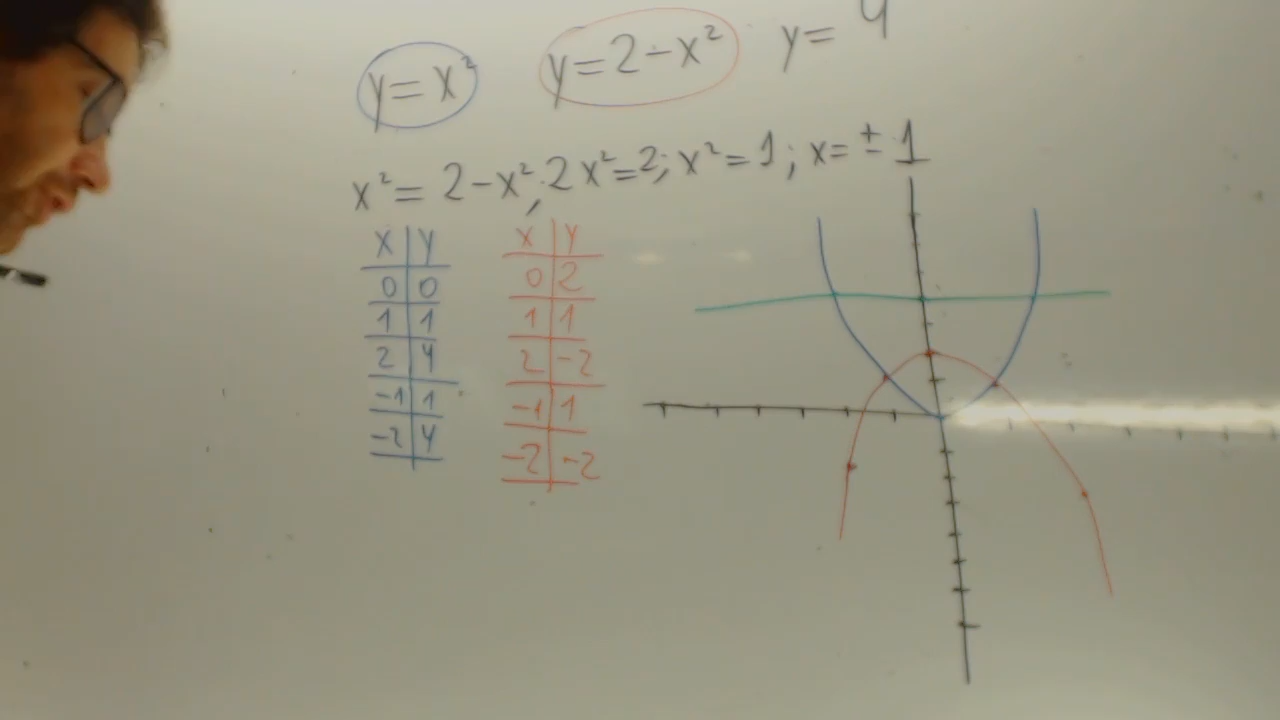 y = x²   y = 2 - x²   y = 4
x² = 2 - x²; 2x² = 2; x² = 1; x = ± 1
x y   x y
0 0   0 2
1 1   1 1
2 4   2 -2
-1 1   -1 1
-2 4   -2 -2